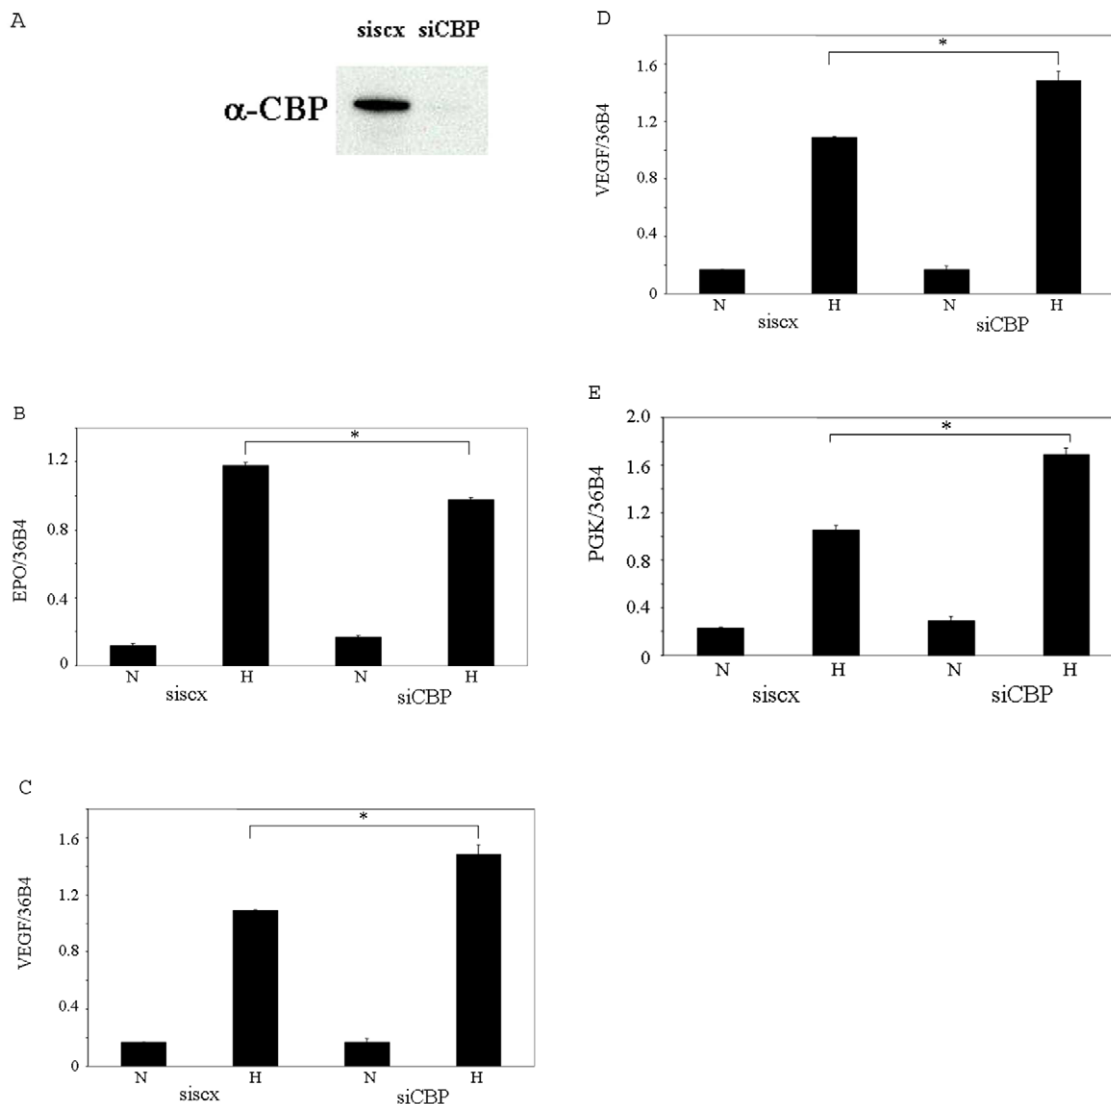 A
siscx siCBP
α-CBP
B
EPO/36B4
1.2
0.8
0.4
0
*
N H N H
siscx siCBP
C
VEGF/36B4
1.6
1.2
0.8
0.4
0
*
N H N H
siscx siCBP
D
VEGF/36B4
1.6
1.2
0.8
0.4
0
*
N H N H
siscx siCBP
E
PGK/36B4
2.0
1.6
1.2
0.8
0.4
0
*
N H N H
siscx siCBP